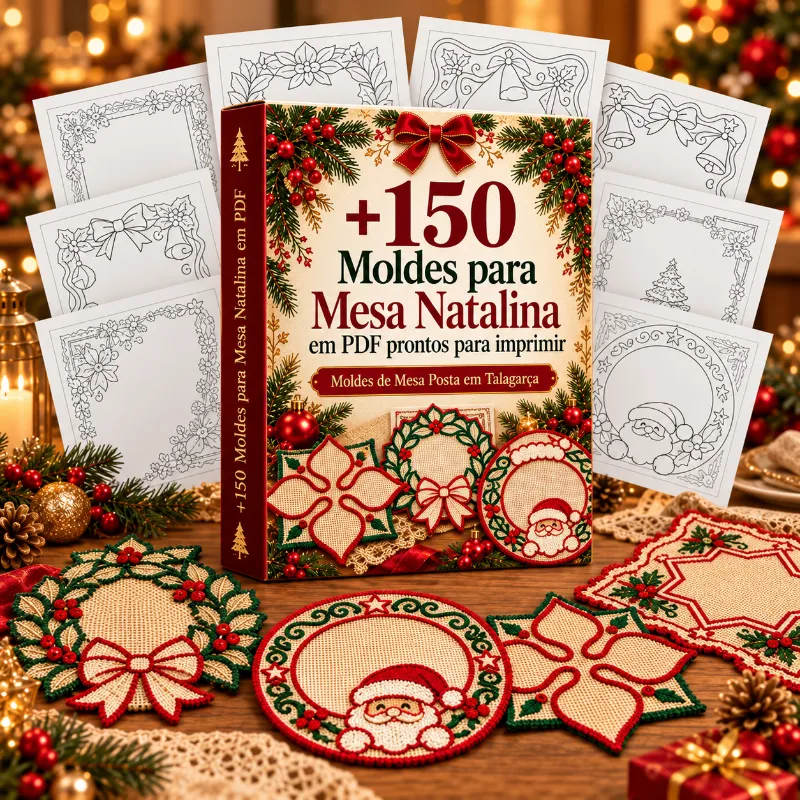 +150 Moldes para Mesa Natalina em PDF
+150
Moldes para
Mesa Natalina
em PDF prontos para imprimir
Moldes de Mesa Posta em Talagarça